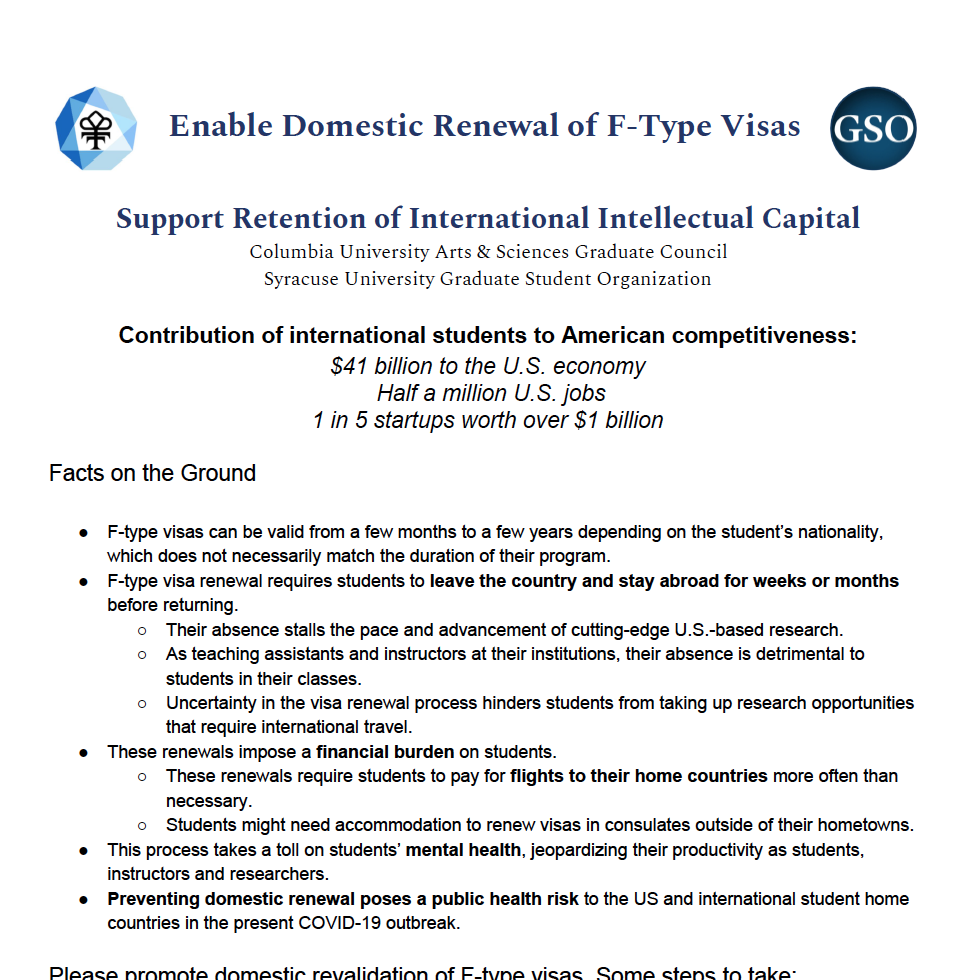 Enable Domestic Renewal of F-Type Visas
GSO
Support Retention of International Intellectual Capital
Columbia University Arts & Sciences Graduate Council
Syracuse University Graduate Student Organization
Contribution of international students to American competitiveness:
$41 billion to the U.S. economy
Half a million U.S. jobs
1 in 5 startups worth over $1 billion
Facts on the Ground
● F-type visas can be valid from a few months to a few years depending on the student’s nationality,
which does not necessarily match the duration of their program.
● F-type visa renewal requires students to leave the country and stay abroad for weeks or months
before returning.
○ Their absence stalls the pace and advancement of cutting-edge U.S.-based research.
○ As teaching assistants and instructors at their institutions, their absence is detrimental to
students in their classes.
○ Uncertainty in the visa renewal process hinders students from taking up research opportunities
that require international travel.
● These renewals impose a financial burden on students.
○ These renewals require students to pay for flights to their home countries more often than
necessary.
○ Students might need accommodation to renew visas in consulates outside of their hometowns.
● This process takes a toll on students’ mental health, jeopardizing their productivity as students,
instructors and researchers.
● Preventing domestic renewal poses a public health risk to the US and international student home
countries in the present COVID-19 outbreak.
Please promote domestic revalidation of F-type visas. Some steps to take: